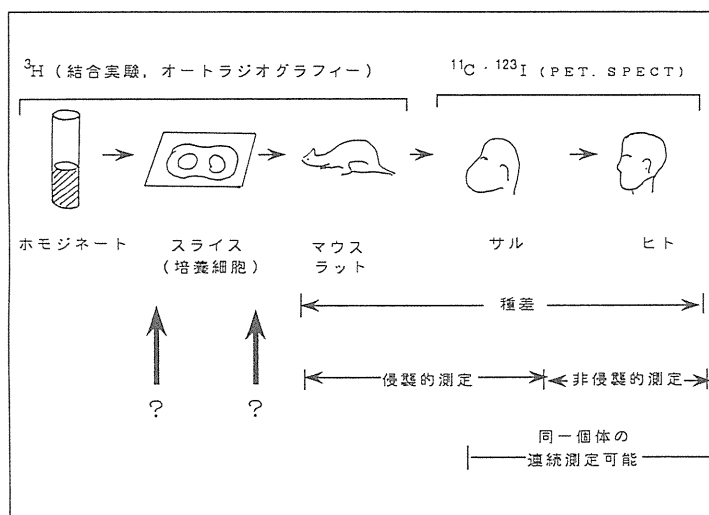 ³H（結合実験，オートラジオグラフィー）
¹¹C・¹²³I（PET. SPECT）
ホモジネート
スライス
（培養細胞）
マウス
ラット
サル
ヒト
種差
侵襲的測定
非侵襲的測定
?
?
同一個体の
連続測定可能